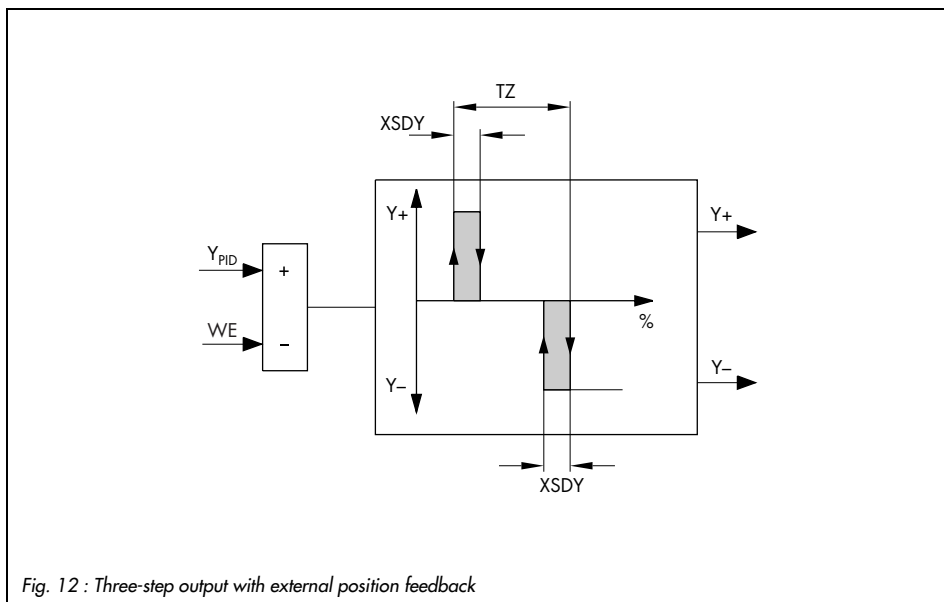 TZ
XSDY
Y+
Y+
YPID
+
%
WE
−
Y−
Y−
XSDY
Fig. 12 : Three-step output with external position feedback